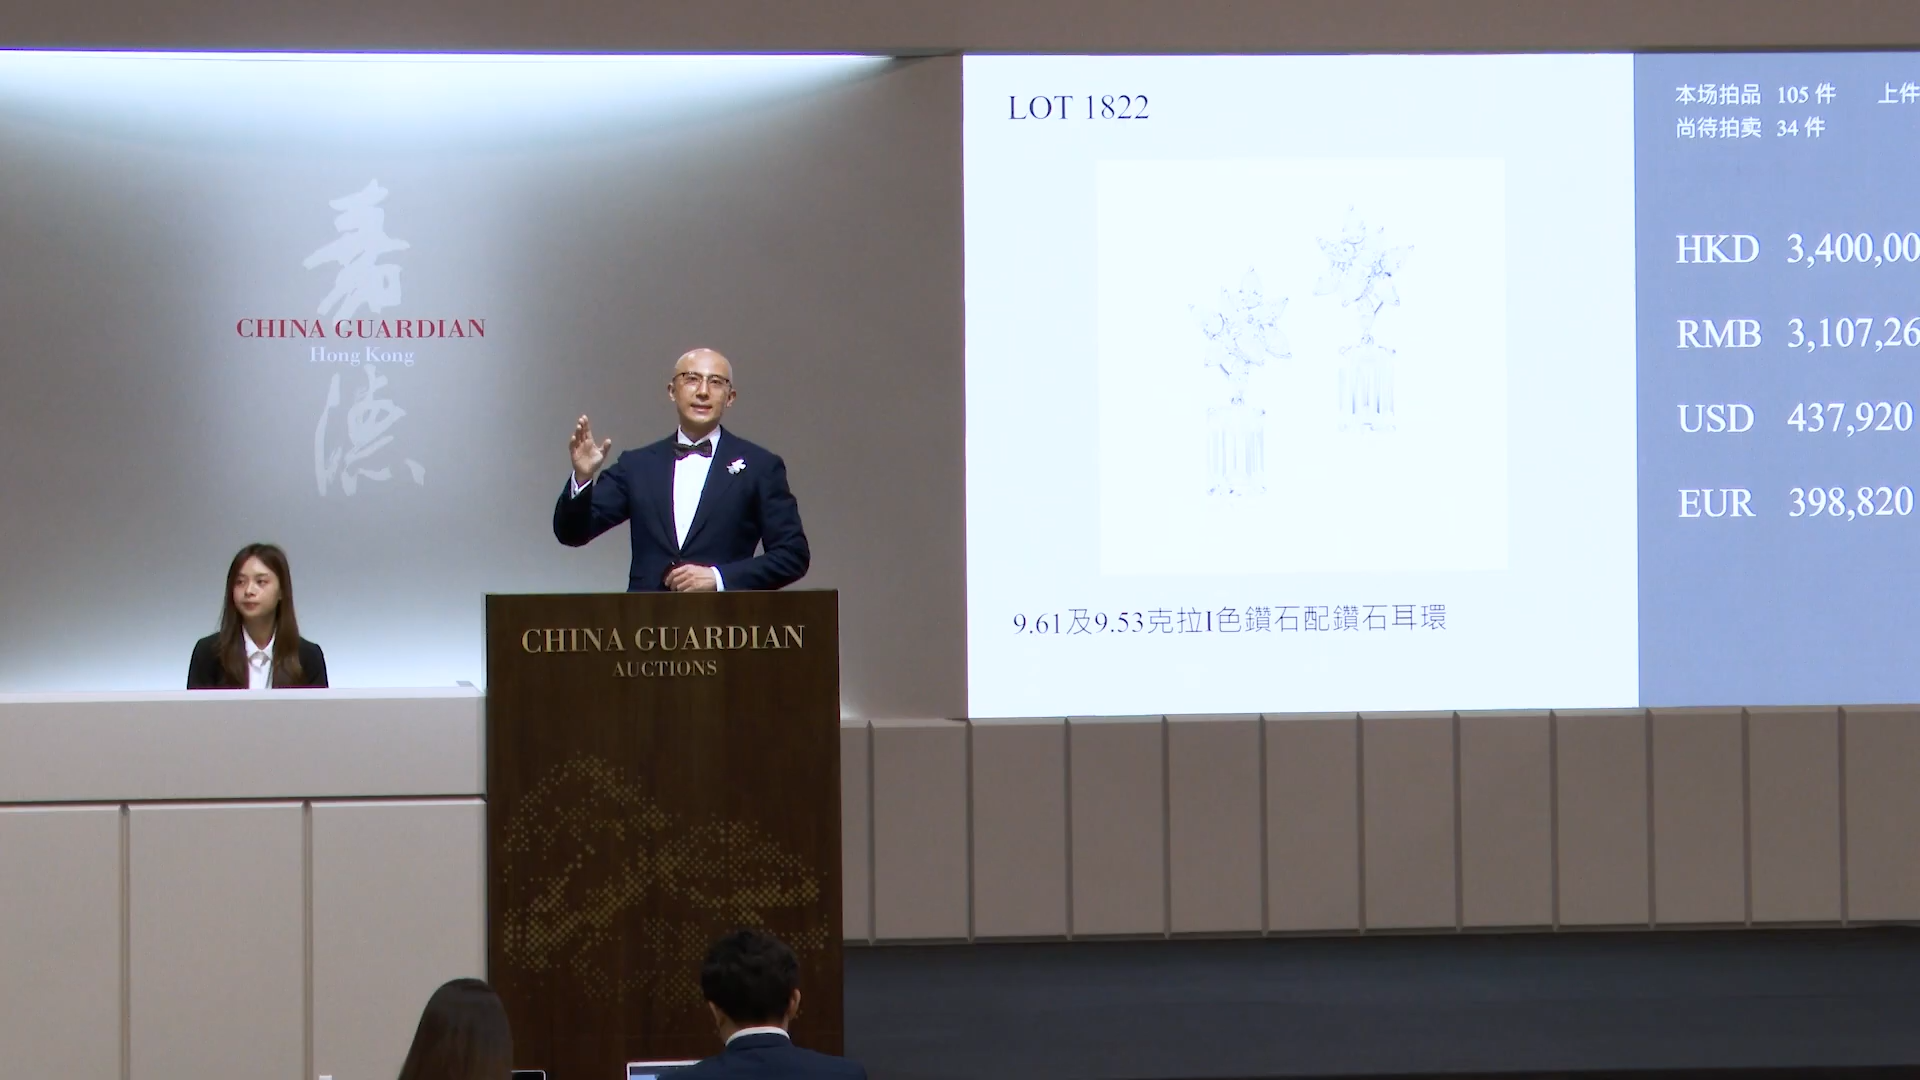 嘉
CHINA GUARDIAN
Hong Kong
德
CHINA GUARDIAN
AUCTIONS
LOT 1822
9.61及9.53克拉I色鑽石配鑽石耳環
本场拍品 105 件 上件
尚待拍卖 34 件
HKD 3,400,00
RMB 3,107,26
USD 437,920
EUR 398,820